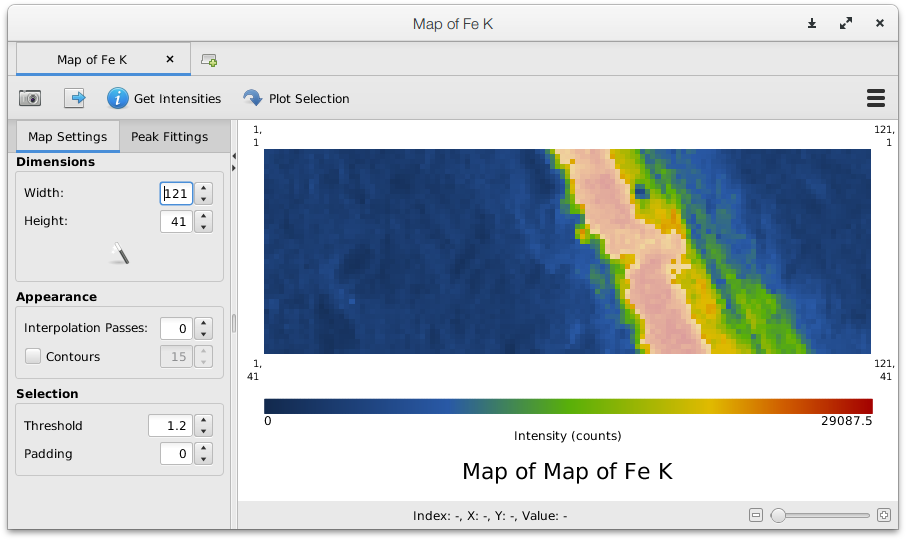 Map of Fe K
Map of Fe K
Get Intensities
Plot Selection
Map Settings
Peak Fittings
Dimensions
Width: 121
Height: 41
Appearance
Interpolation Passes: 0
Contours 15
Selection
Threshold 1.2
Padding 0
1,
1
121,
1
1,
41
121,
41
0
29087.5
Intensity (counts)
Map of Map of Fe K
Index: -, X: -, Y: -, Value: -